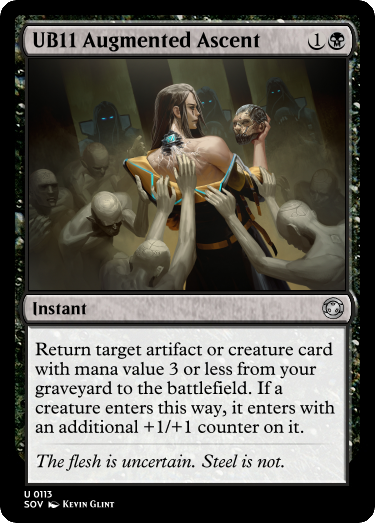 UB11 Augmented Ascent 1
Instant
Return target artifact or creature card
with mana value 3 or less from your
graveyard to the battlefield. If a
creature enters this way, it enters with
an additional +1/+1 counter on it.
The flesh is uncertain. Steel is not.
U 0113
SOV Kevin Glint